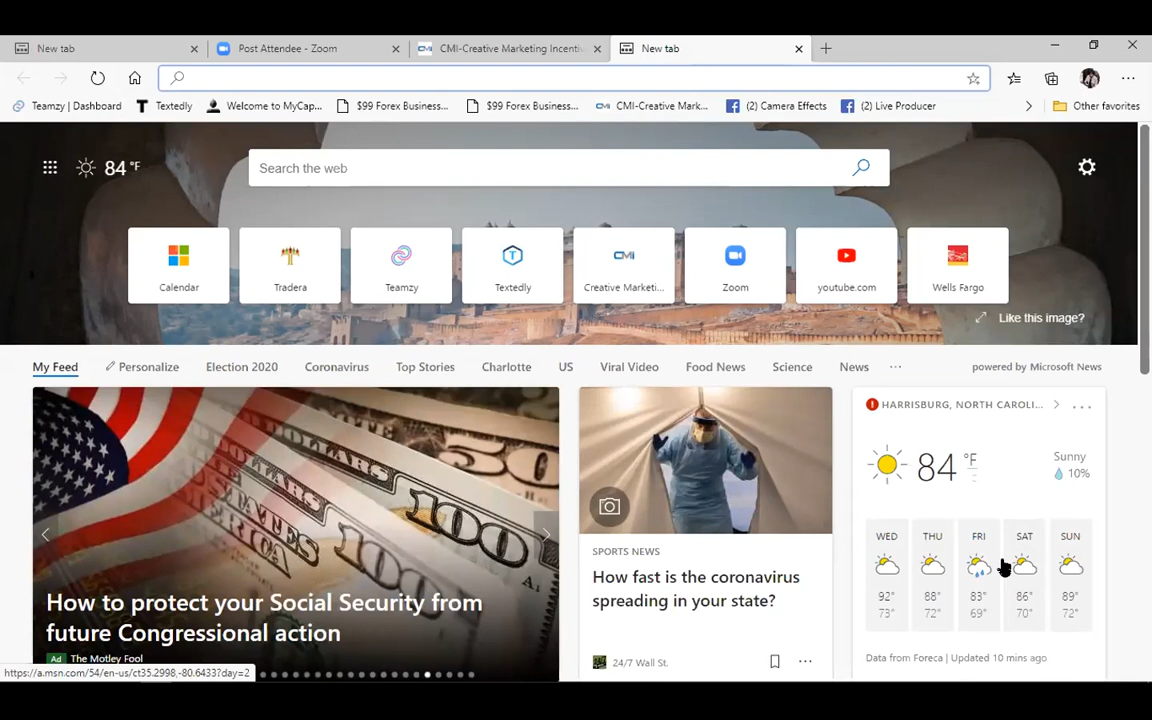 New tab
Post Attendee - Zoom
CMI-Creative Marketing Incentiv
New tab
Teamzy | Dashboard
Textedly
Welcome to MyCap...
$99 Forex Business...
$99 Forex Business...
CMI-Creative Mark...
(2) Camera Effects
(2) Live Producer
Other favorites
84 °F
Search the web
Calendar
Tradera
Teamzy
Textedly
CMI
Creative Marketi...
Zoom
youtube.com
Wells Fargo
Like this image?
My Feed
Personalize
Election 2020
Coronavirus
Top Stories
Charlotte
US
Viral Video
Food News
Science
News
powered by Microsoft News
How to protect your Social Security from
future Congressional action
Ad The Motley Fool
https://a.msn.com/54/en-us/ct35.2998,-80.6433?day=2
SPORTS NEWS
How fast is the coronavirus
spreading in your state?
24/7 Wall St.
HARRISBURG, NORTH CAROLI...
84 °F
Sunny
10%
WED THU FRI SAT SUN
92° 88° 83° 86° 89°
73° 72° 69° 70° 72°
Data from Foreca | Updated 10 mins ago